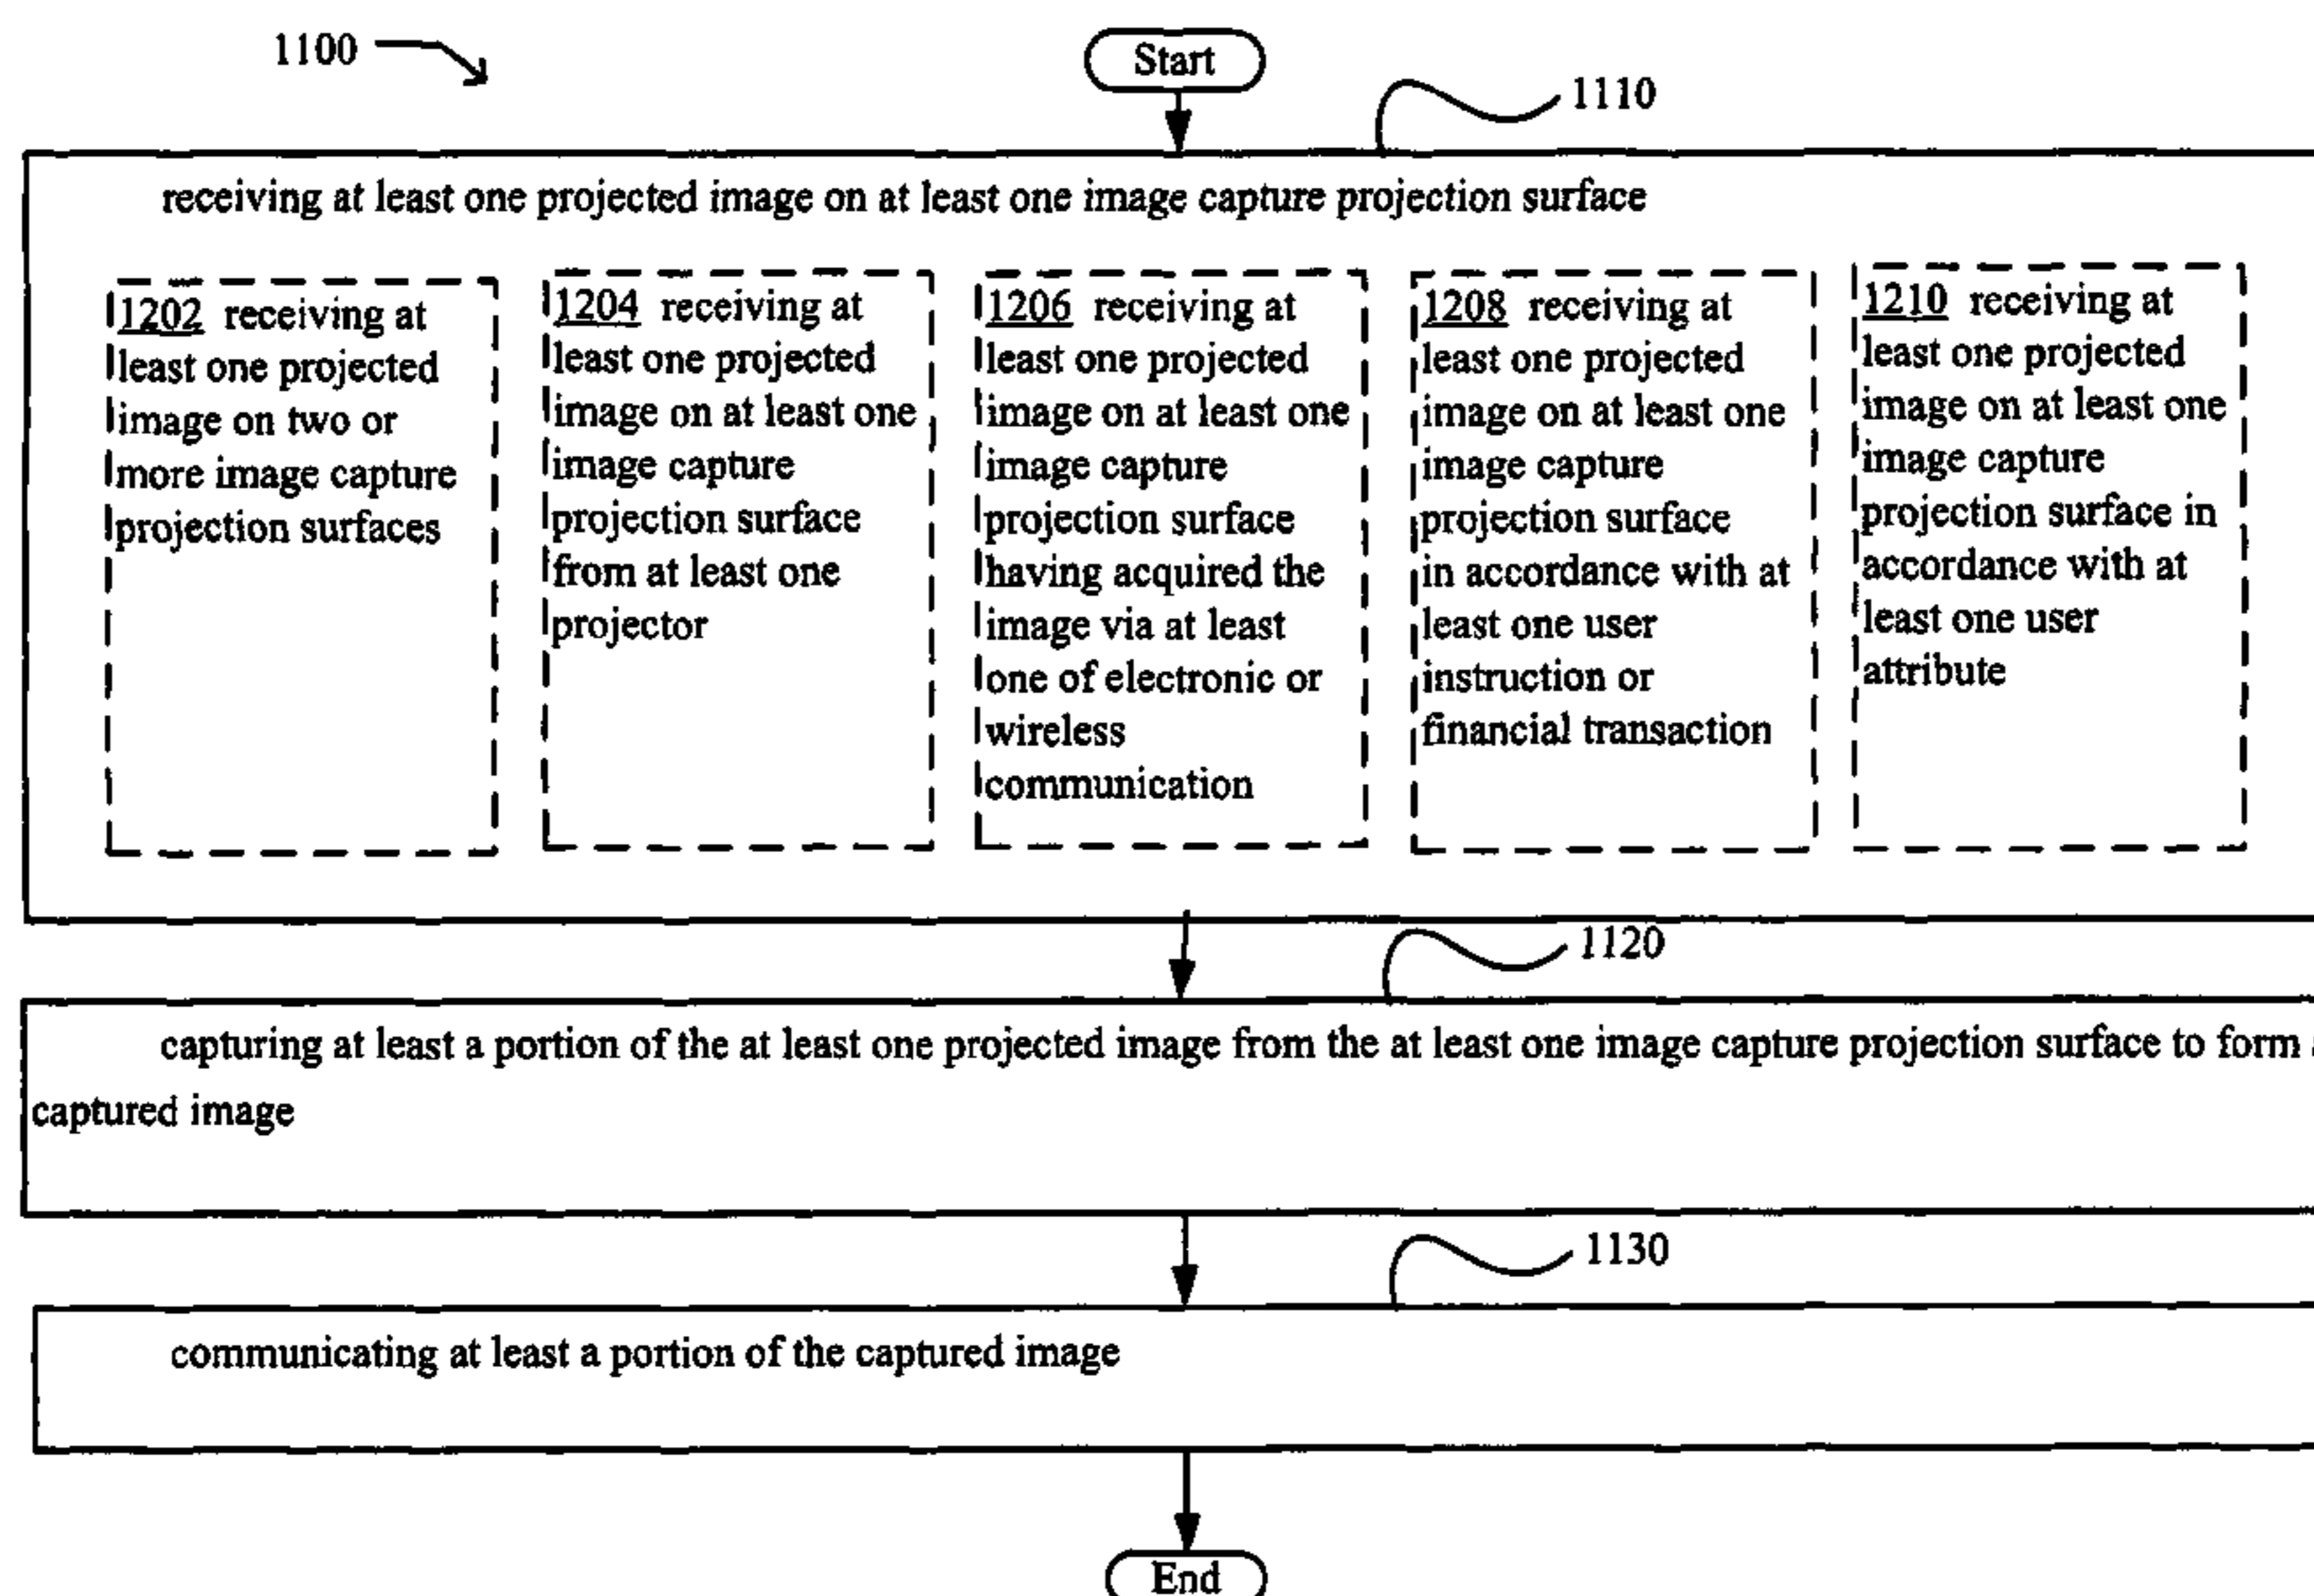 1100
Start
1110
receiving at least one projected image on at least one image capture projection surface
1202 receiving at
least one projected
image on two or
more image capture
projection surfaces
1204 receiving at
least one projected
image on at least one
image capture
projection surface
from at least one
projector
1206 receiving at
least one projected
image on at least one
image capture
projection surface
having acquired the
image via at least
one of electronic or
wireless
communication
1208 receiving at
least one projected
image on at least one
image capture
projection surface
in accordance with at
least one user
instruction or
financial transaction
1210 receiving at
least one projected
image on at least one
image capture
projection surface in
accordance with at
least one user
attribute
1120
capturing at least a portion of the at least one projected image from the at least one image capture projection surface to form
captured image
1130
communicating at least a portion of the captured image
End